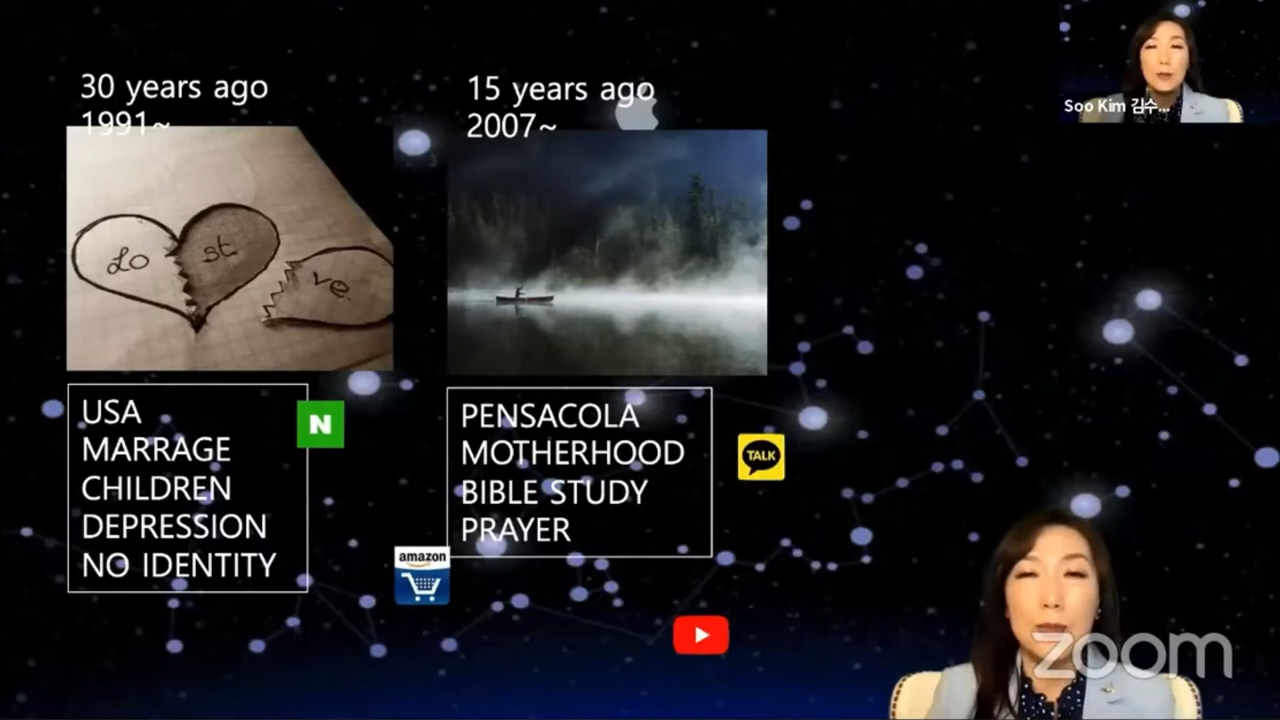 30 years ago
1991~
15 years ago
2007~
Soo Kim 김수...
Lo st ve
USA
MARRAGE
CHILDREN
DEPRESSION
NO IDENTITY
N
PENSACOLA
MOTHERHOOD
BIBLE STUDY
PRAYER
TALK
amazon
zoom